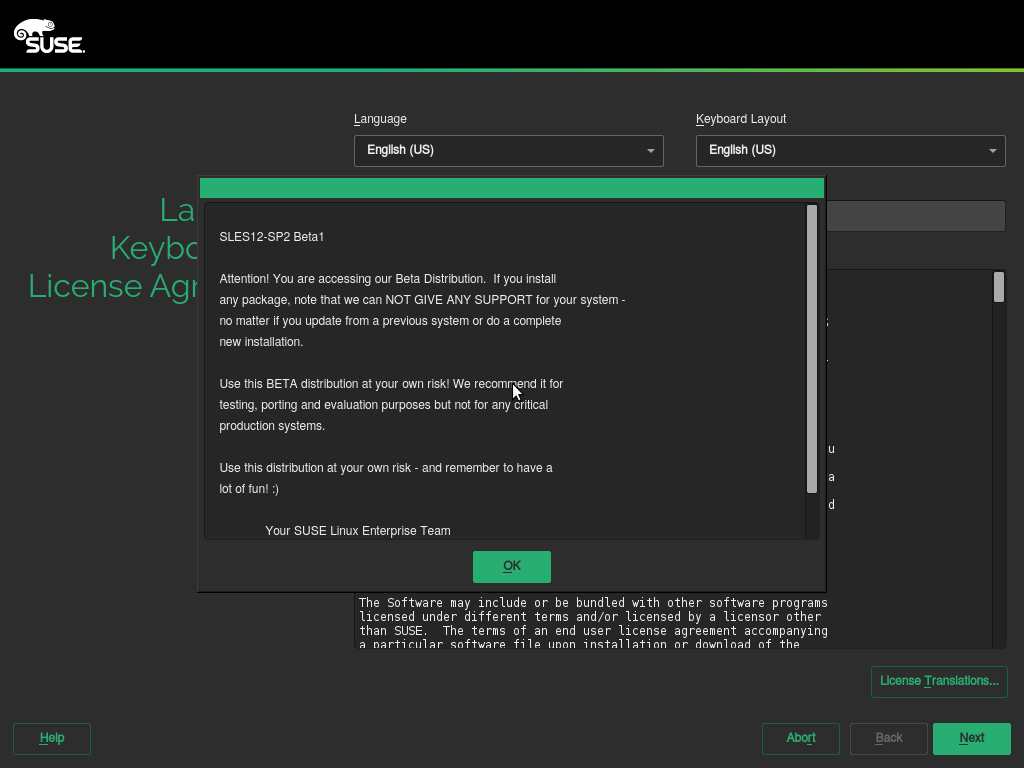 SUSE
Language
Keyboard Layout
English (US)
English (US)
La
Keybo
License Agr
SLES12-SP2 Beta1
Attention! You are accessing our Beta Distribution.  If you install
any package, note that we can NOT GIVE ANY SUPPORT for your system -
no matter if you update from a previous system or do a complete
new installation.
Use this BETA distribution at your own risk! We recommend it for
testing, porting and evaluation purposes but not for any critical
production systems.
Use this distribution at your own risk - and remember to have a
lot of fun! :)
Your SUSE Linux Enterprise Team
u
a
d
OK
The Software may include or be bundled with other software programs
licensed under different terms and/or licensed by a licensor other
than SUSE.  The terms of an end user license agreement accompanying
a particular software file upon installation or download of the
License Translations...
Help
Abort
Back
Next